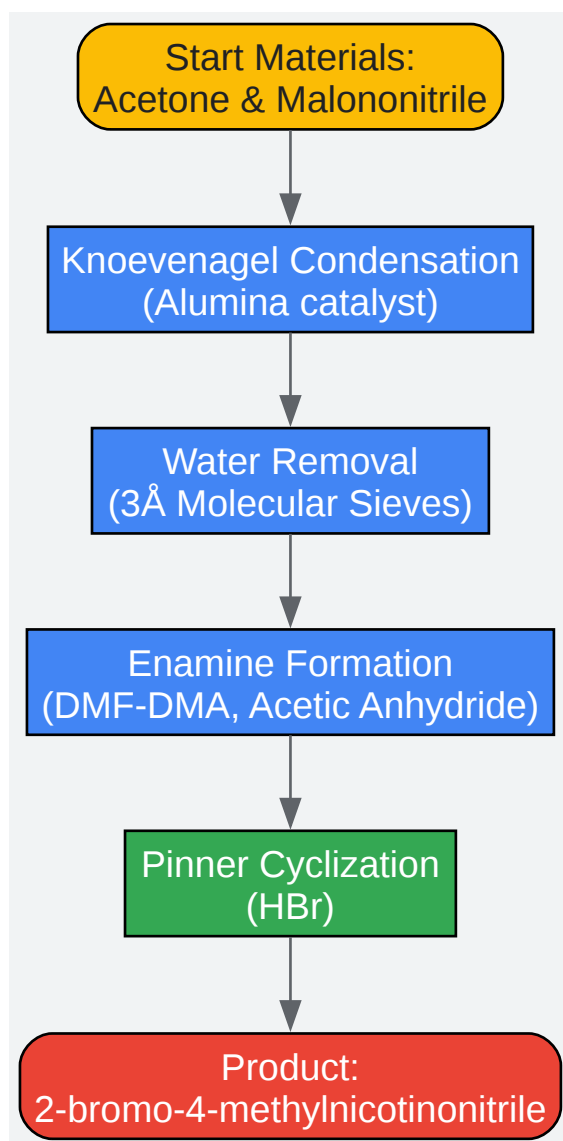 Start Materials:
Acetone & Malononitrile
Knoevenagel Condensation
(Alumina catalyst)
Water Removal
(3Å Molecular Sieves)
Enamine Formation
(DMF-DMA, Acetic Anhydride)
Pinner Cyclization
(HBr)
Product:
2-bromo-4-methylnicotinonitrile